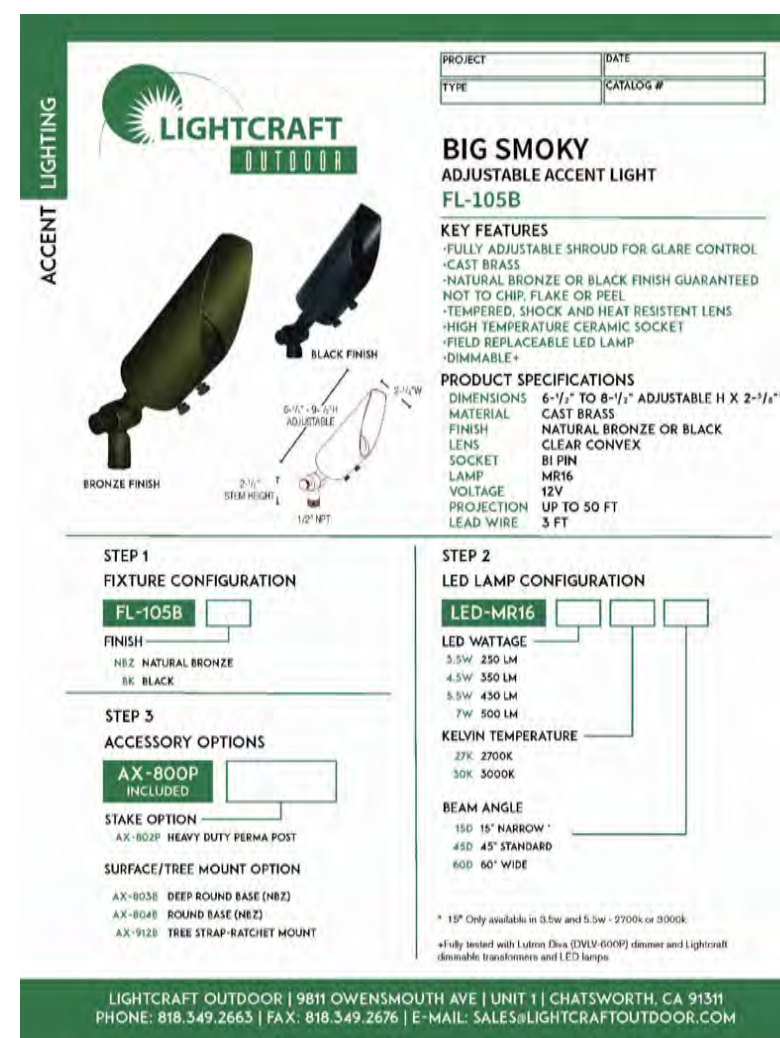 PROJECT
DATE
TYPE
CATALOG #
ACCENT LIGHTING
LIGHTCRAFT
OUTDOOR
BIG SMOKY
ADJUSTABLE ACCENT LIGHT
FL-105B
KEY FEATURES
•FULLY ADJUSTABLE SHROUD FOR GLARE CONTROL
•CAST BRASS
•NATURAL BRONZE OR BLACK FINISH GUARANTEED
NOT TO CHIP, FLAKE OR PEEL
•TEMPERED, SHOCK AND HEAT RESISTENT LENS
•HIGH TEMPERATURE CERAMIC SOCKET
•FIELD REPLACEABLE LED LAMP
•DIMMABLE+
BLACK FINISH
BRONZE FINISH
ADJUSTABLE
STEM HEIGHT
1/2" NPT
PRODUCT SPECIFICATIONS
DIMENSIONS 6-1/2" TO 8-1/2" ADJUSTABLE H X 2-3/8"
MATERIAL CAST BRASS
FINISH NATURAL BRONZE OR BLACK
LENS CLEAR CONVEX
SOCKET BI PIN
LAMP MR16
VOLTAGE 12V
PROJECTION UP TO 50 FT
LEAD WIRE 3 FT
STEP 1
FIXTURE CONFIGURATION
FL-105B
FINISH
NBZ NATURAL BRONZE
BK BLACK
STEP 2
LED LAMP CONFIGURATION
LED-MR16
LED WATTAGE
3.5W 250 LM
4.5W 350 LM
5.5W 430 LM
7W 500 LM
KELVIN TEMPERATURE
27K 2700K
30K 3000K
BEAM ANGLE
15D 15° NARROW *
45D 45° STANDARD
60D 60° WIDE
* 15° Only available in 3.5w and 5.5w - 2700k or 3000k
+Fully tested with Lutron Diva (DVLV-600P) dimmer and Lightcraft
dimmable transformers and LED lamps
STEP 3
ACCESSORY OPTIONS
AX-800P
INCLUDED
STAKE OPTION
AX-802P HEAVY DUTY PERMA POST
SURFACE/TREE MOUNT OPTION
AX-803B DEEP ROUND BASE (NBZ)
AX-804B ROUND BASE (NBZ)
AX-912B TREE STRAP-RATCHET MOUNT
LIGHTCRAFT OUTDOOR | 9811 OWENSMOUTH AVE | UNIT 1 | CHATSWORTH, CA 91311
PHONE: 818.349.2663 | FAX: 818.349.2676 | E-MAIL: SALES@LIGHTCRAFTOUTDOOR.COM